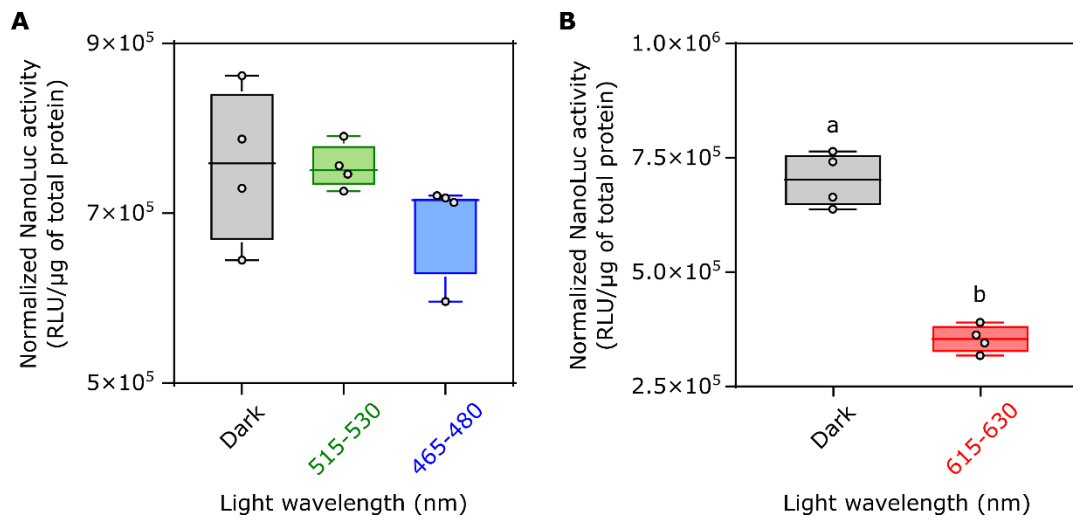 A
Normalized NanoLuc activity
(RLU/µg of total protein)
9×10⁵
7×10⁵
5×10⁵
Dark
515-530
465-480
Light wavelength (nm)
B
Normalized NanoLuc activity
(RLU/µg of total protein)
1.0×10⁶
7.5×10⁵
5.0×10⁵
2.5×10⁵
a
b
Dark
615-630
Light wavelength (nm)